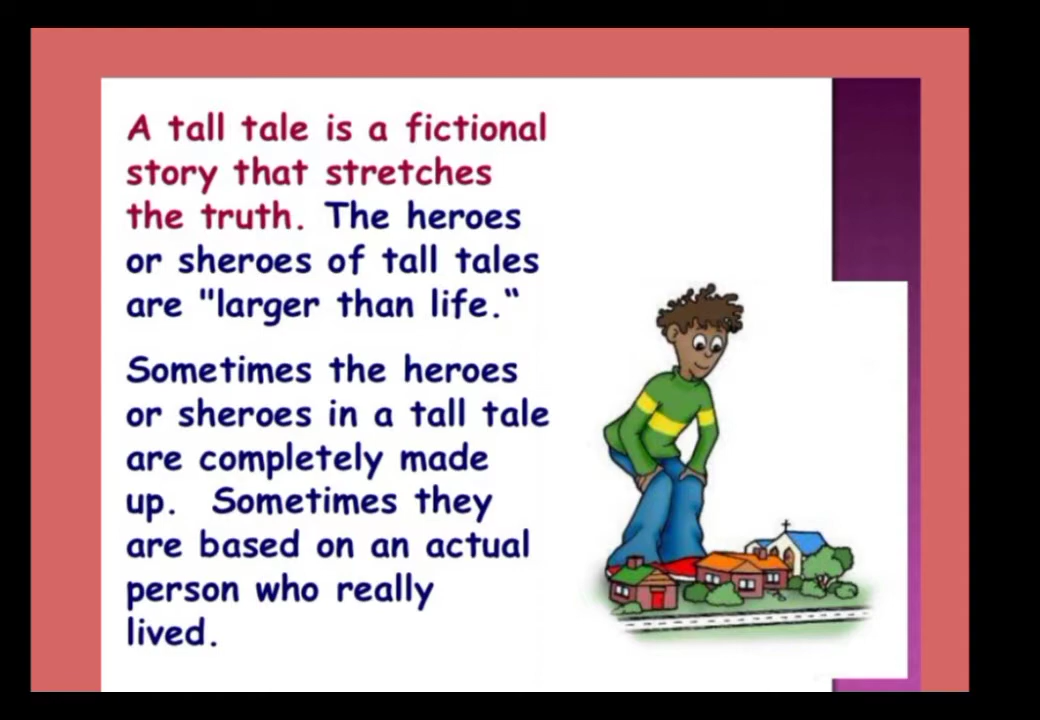 A tall tale is a fictional
story that stretches
the truth. The heroes
or sheroes of tall tales
are "larger than life.“
Sometimes the heroes
or sheroes in a tall tale
are completely made
up.  Sometimes they
are based on an actual
person who really
lived.